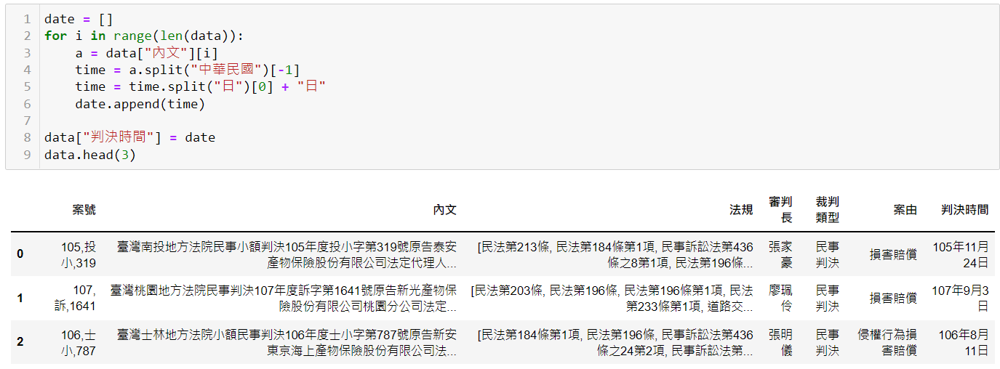 1 date = []
2 for i in range(len(data)):
3     a = data["內文"][i]
4     time = a.split("中華民國")[-1]
5     time = time.split("日")[0] + "日"
6     date.append(time)
7
8 data["判決時間"] = date
9 data.head(3)
案號 內文 法規 審判 裁判 案由 判決時間
長 類型
0 105,投 臺灣南投地方法院民事小額判決105年度投小字第319號原告泰安 [民法第213條, 民法第184條第1項, 民事訴訟法第436 張家 民事 損害賠償 105年11月
小,319 產物保險股份有限公司法定代理人... 條之8第1項, 民法第196條... 豪 判決 24日
1 107, 臺灣桃園地方法院民事判決107年度訴字第1641號原告新光產物保 [民法第203條, 民法第196條, 民法第196條第1項, 民法 廖珮 民事 損害賠償 107年9月3
訴,1641 險股份有限公司桃園分公司法定... 第233條第1項, 道路交... 伶 判決 日
2 106,士 臺灣士林地方法院小額民事判決106年度士小字第787號原告新安 [民法第184條第1項, 民法第196條, 民事訴訟法第436 張明 民事 侵權行為損 106年8月
小,787 東京海上產物保險股份有限公司法... 條之24第2項, 民事訴訟法第... 儀 判決 害賠償 11日